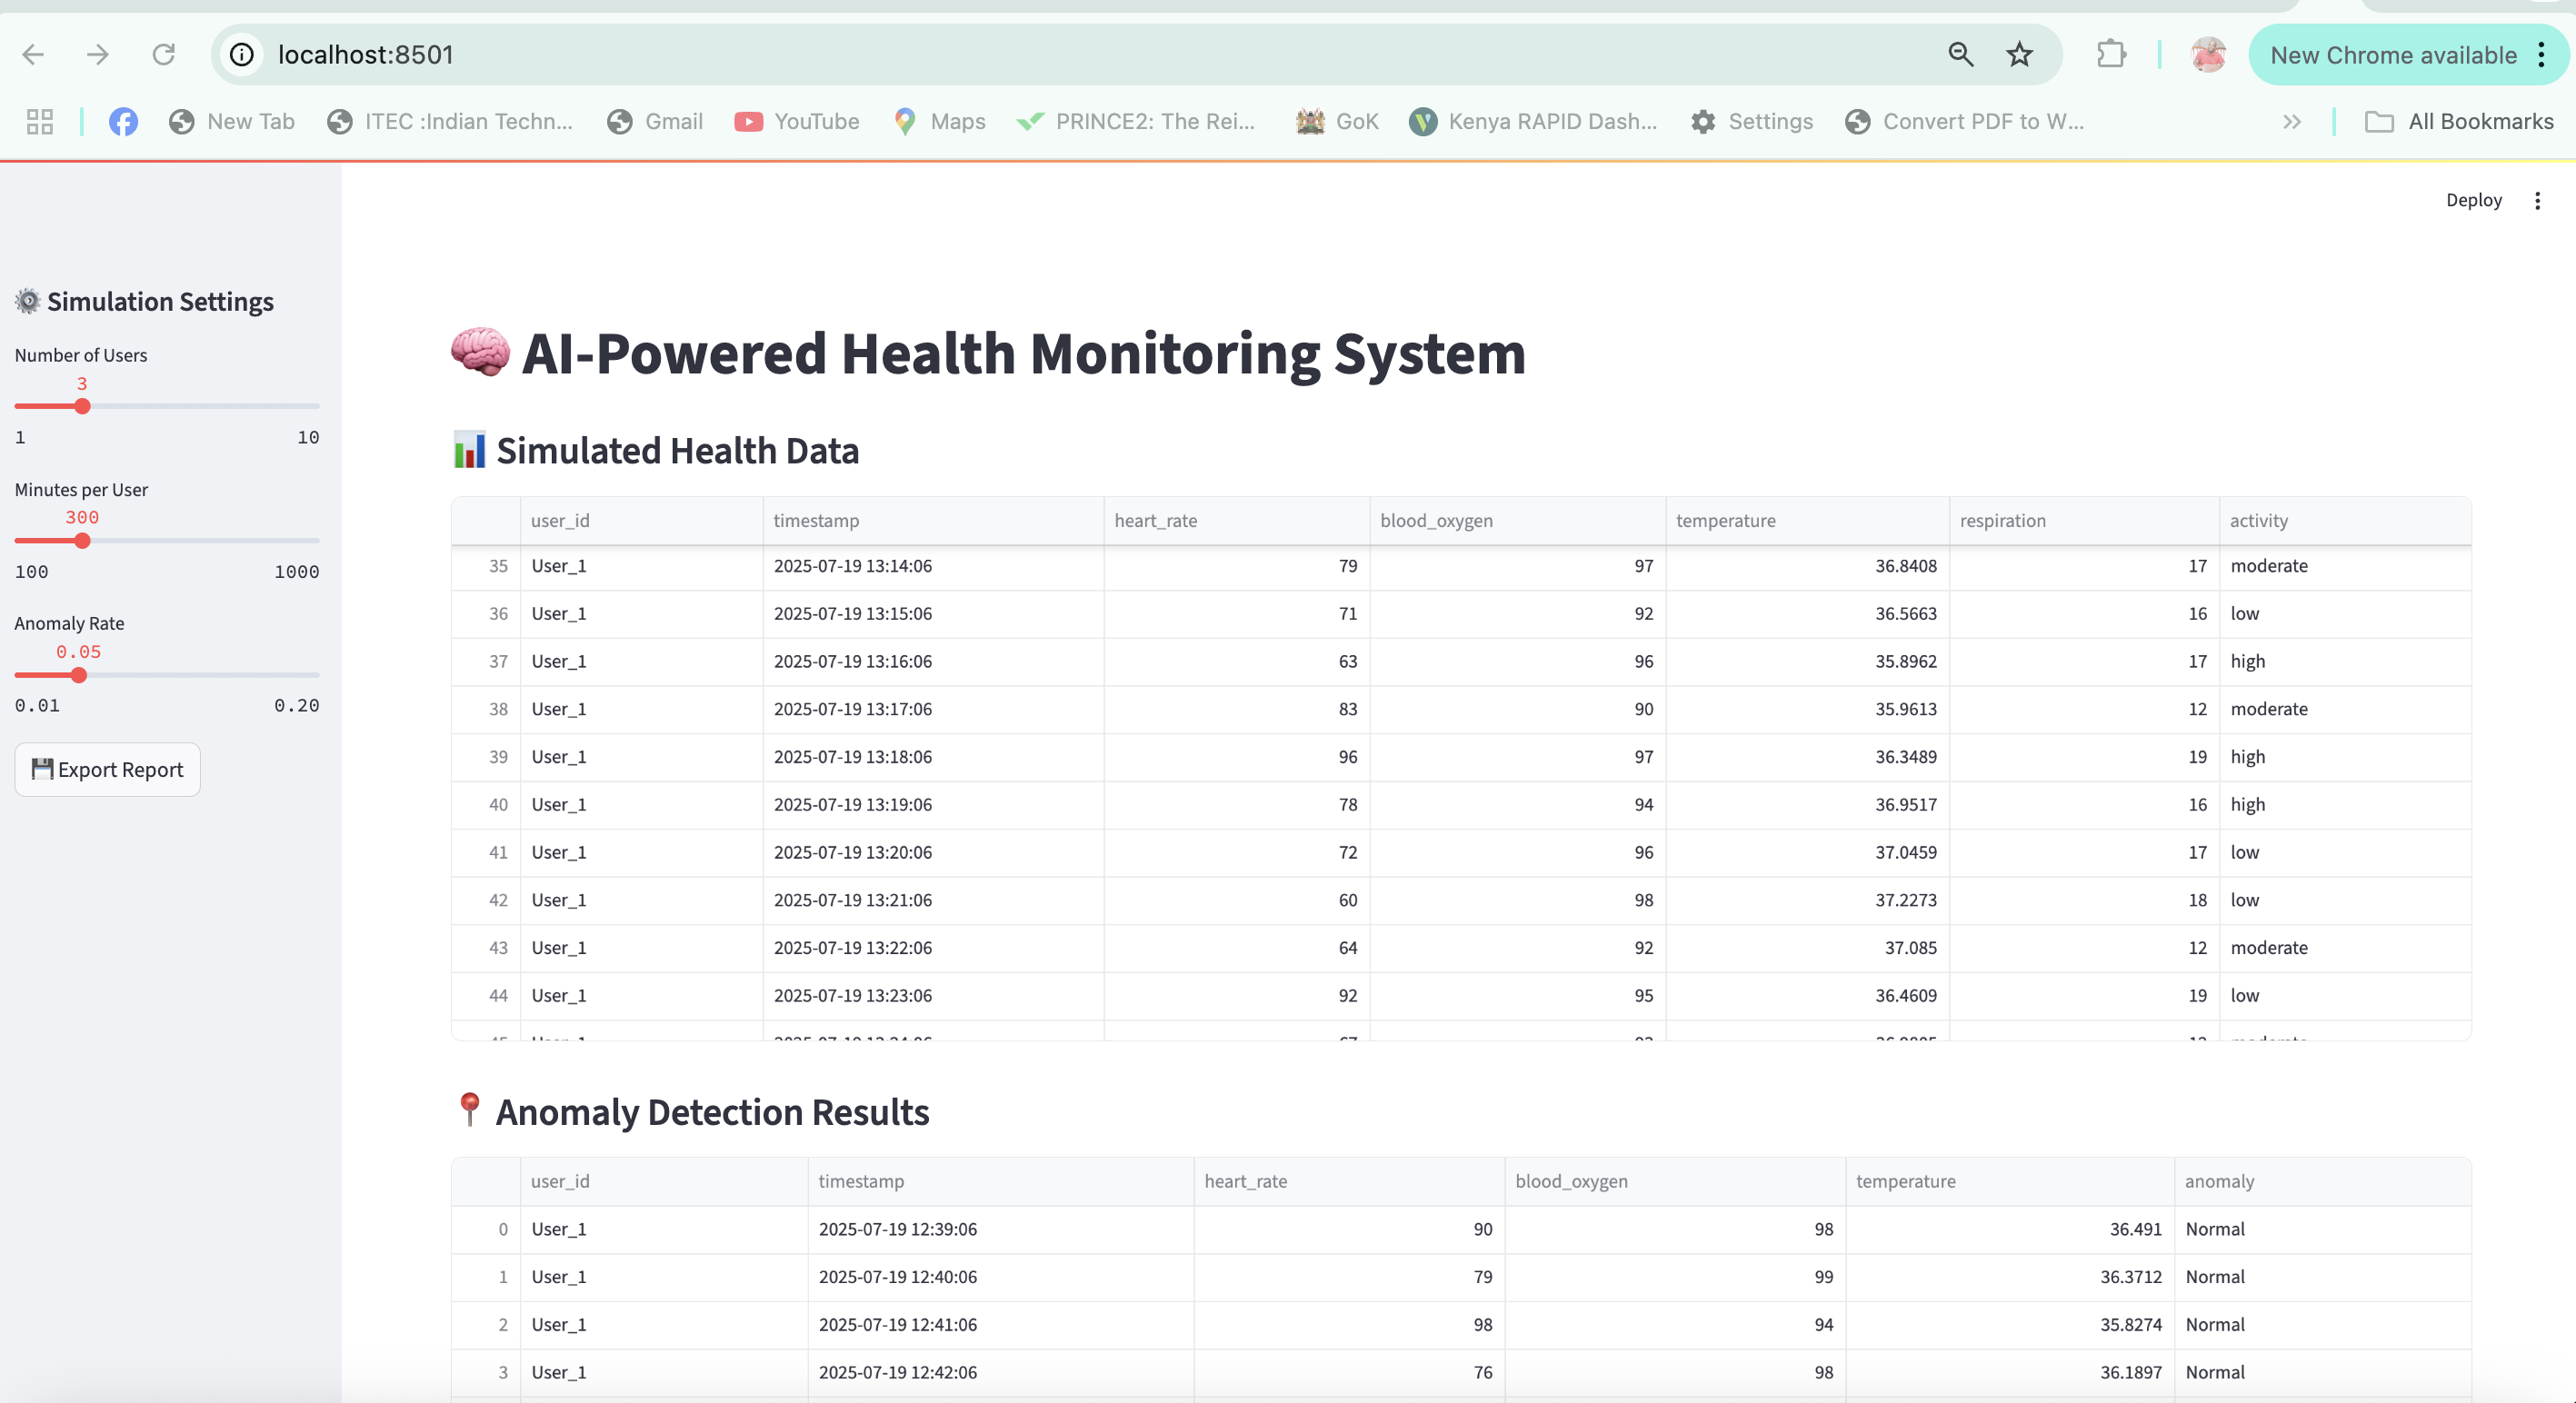 localhost:8501
New Chrome available
New Tab
ITEC :Indian Techn...
Gmail
YouTube
Maps
PRINCE2: The Rei...
GoK
Kenya RAPID Dash...
Settings
Convert PDF to W...
All Bookmarks
Deploy
Simulation Settings
Number of Users
3
1 10
Minutes per User
300
100 1000
Anomaly Rate
0.05
0.01 0.20
Export Report
AI-Powered Health Monitoring System
Simulated Health Data
user_id timestamp heart_rate blood_oxygen temperature respiration activity
35 User_1 2025-07-19 13:14:06 79 97 36.8408 17 moderate
36 User_1 2025-07-19 13:15:06 71 92 36.5663 16 low
37 User_1 2025-07-19 13:16:06 63 96 35.8962 17 high
38 User_1 2025-07-19 13:17:06 83 90 35.9613 12 moderate
39 User_1 2025-07-19 13:18:06 96 97 36.3489 19 high
40 User_1 2025-07-19 13:19:06 78 94 36.9517 16 high
41 User_1 2025-07-19 13:20:06 72 96 37.0459 17 low
42 User_1 2025-07-19 13:21:06 60 98 37.2273 18 low
43 User_1 2025-07-19 13:22:06 64 92 37.085 12 moderate
44 User_1 2025-07-19 13:23:06 92 95 36.4609 19 low
Anomaly Detection Results
user_id timestamp heart_rate blood_oxygen temperature anomaly
0 User_1 2025-07-19 12:39:06 90 98 36.491 Normal
1 User_1 2025-07-19 12:40:06 79 99 36.3712 Normal
2 User_1 2025-07-19 12:41:06 98 94 35.8274 Normal
3 User_1 2025-07-19 12:42:06 76 98 36.1897 Normal